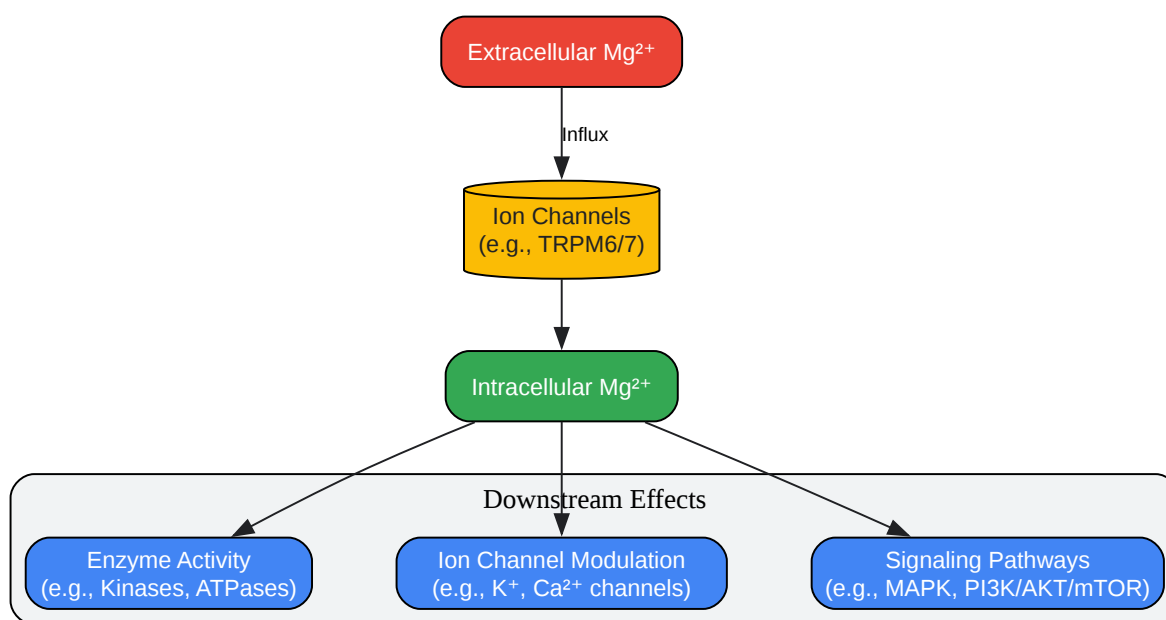 Extracellular Mg²⁺
Influx
Ion Channels
(e.g., TRPM6/7)
Intracellular Mg²⁺
Downstream Effects
Enzyme Activity
(e.g., Kinases, ATPases)
Ion Channel Modulation
(e.g., K⁺, Ca²⁺ channels)
Signaling Pathways
(e.g., MAPK, PI3K/AKT/mTOR)